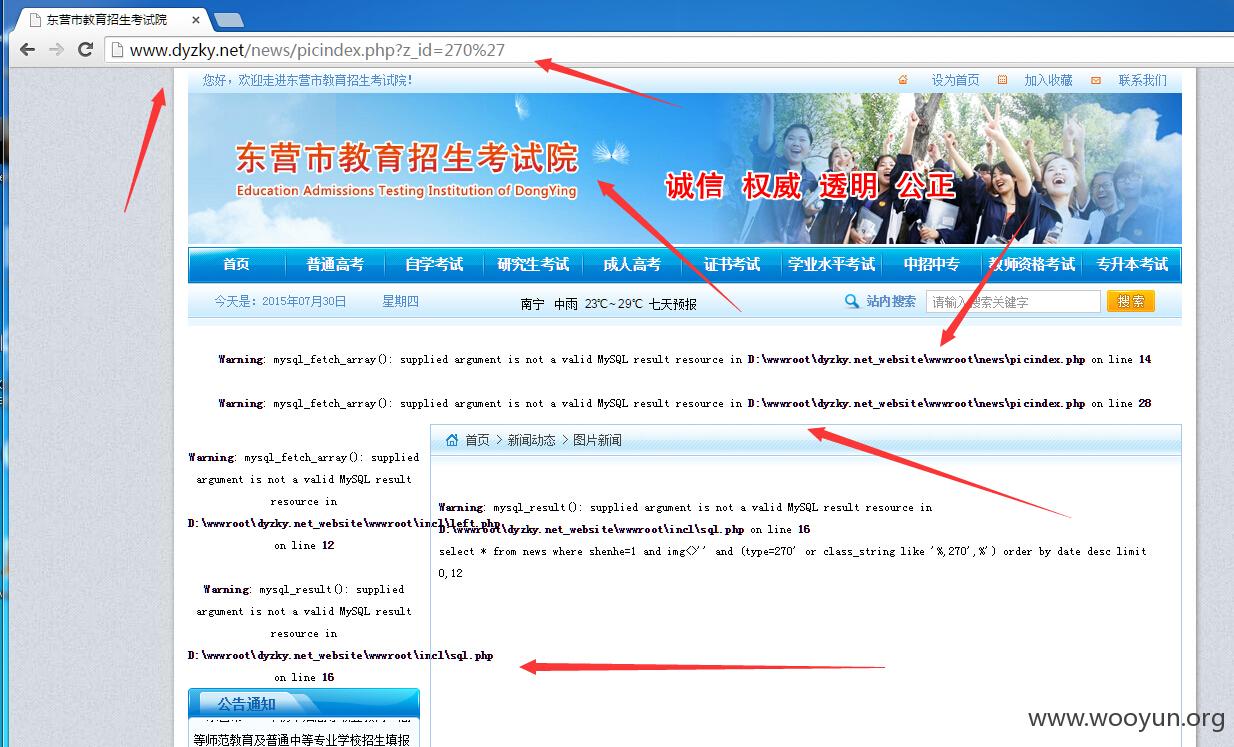 东营市教育招生考试院
www.dyzky.net/news/picindex.php?z_id=270%27
您好，欢迎走进东营市教育招生考试院！
设为首页 加入收藏 联系我们
东营市教育招生考试院
Education Admissions Testing Institution of DongYing
诚信 权威 透明 公正
首页 普通高考 自学考试 研究生考试 成人高考 证书考试 学业水平考试 中招中专 教师资格考试 专升本考试
今天是：2015年07月30日 星期四 南宁 中雨 23℃~29℃ 七天预报 站内搜索 请输入搜索关键字 搜索
Warning: mysql_fetch_array(): supplied argument is not a valid MySQL result resource in D:\wwwroot\dyzky.net_website\wwwroot\news\picindex.php on line 14
Warning: mysql_fetch_array(): supplied argument is not a valid MySQL result resource in D:\wwwroot\dyzky.net_website\wwwroot\news\picindex.php on line 28
Warning: mysql_fetch_array(): supplied
argument is not a valid MySQL result
resource in
D:\wwwroot\dyzky.net_website\wwwroot\incl\left.php
on line 12
Warning: mysql_result(): supplied
argument is not a valid MySQL result
resource in
D:\wwwroot\dyzky.net_website\wwwroot\incl\sql.php
on line 16
公告通知
等师范教育及普通中等专业学校招生填报
首页 > 新闻动态 > 图片新闻
Warning: mysql_result(): supplied argument is not a valid MySQL result resource in
D:\wwwroot\dyzky.net_website\wwwroot\incl\sql.php on line 16
select * from news where shenhe=1 and img<>'' and (type=270' or class_string like '%,270',%') order by date desc limit
0,12
www.wooyun.org